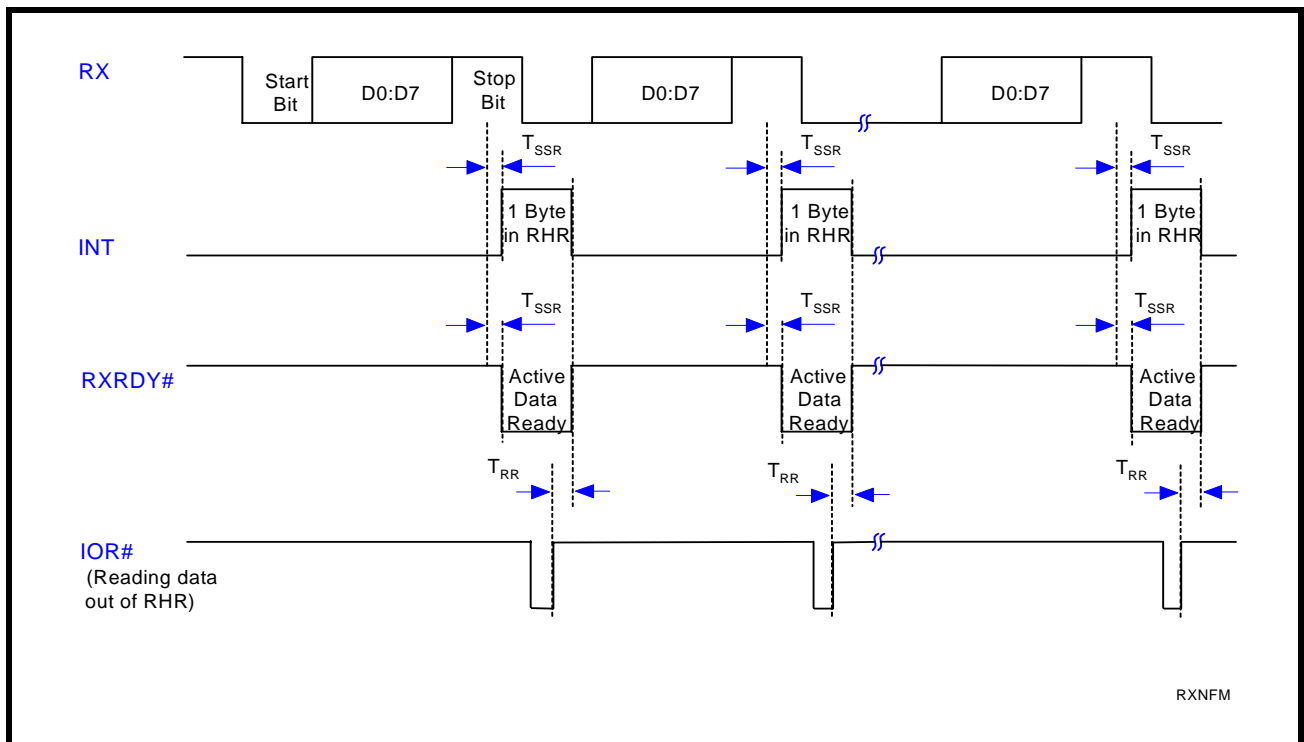 RX
Start
Bit
D0:D7
Stop
Bit
D0:D7
D0:D7
TSSR
TSSR
TSSR
INT
1 Byte
in RHR
1 Byte
in RHR
1 Byte
in RHR
TSSR
TSSR
TSSR
RXRDY#
Active
Data
Ready
Active
Data
Ready
Active
Data
Ready
TRR
TRR
TRR
IOR#
(Reading data
out of RHR)
RXNFM